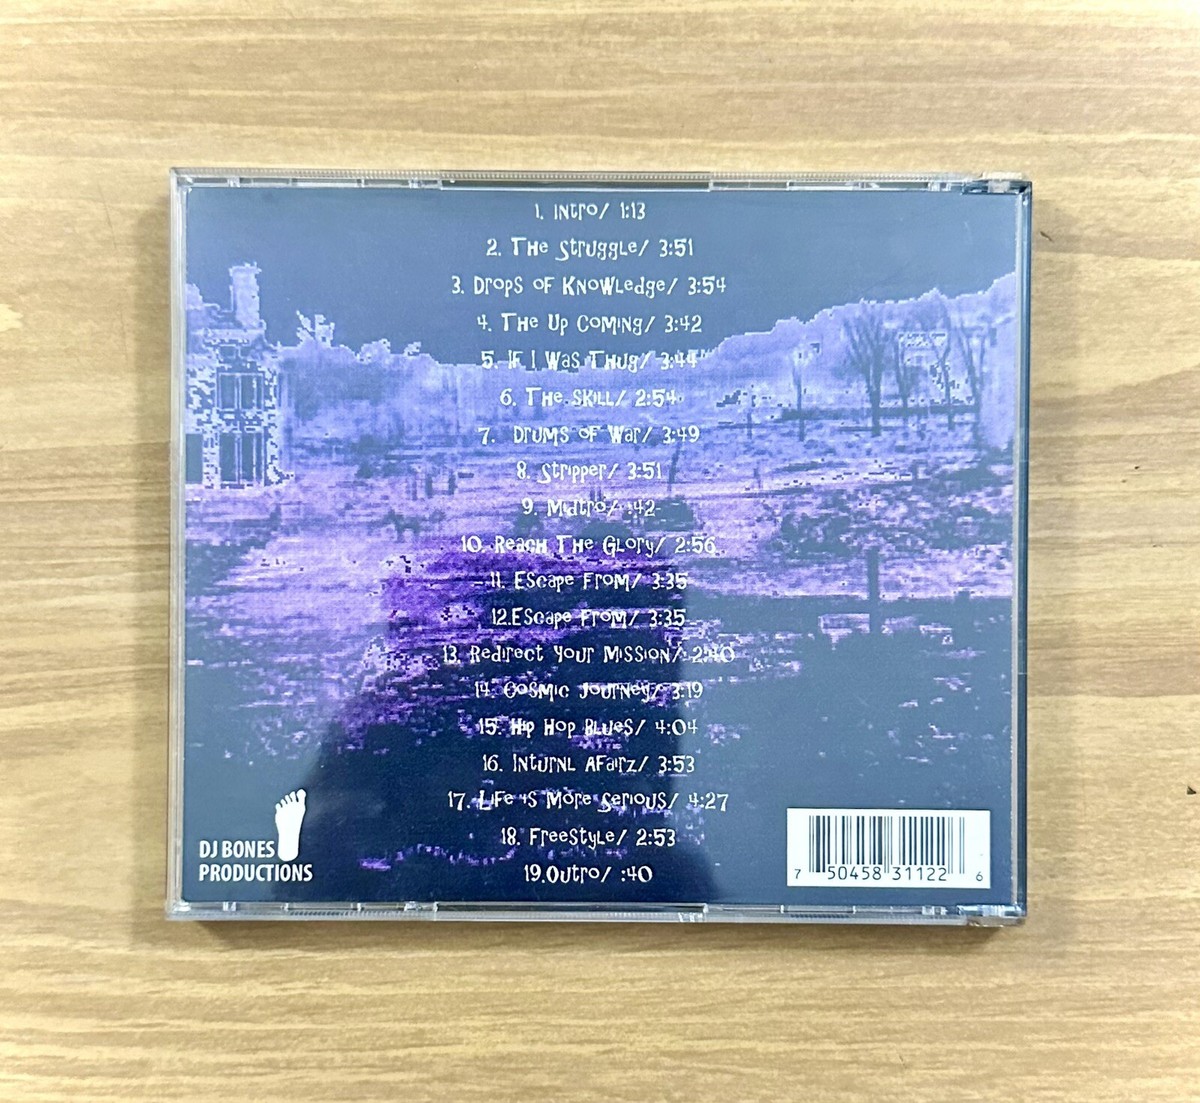 1. Intro/ 1:13
2. The Struggle/ 3:51
3. Drops of Knowledge/ 3:54
4. The Up Coming/ 3:42
5. If I Was Thug/ 3:44
6. The Skill/ 2:54
7. Drums of War/ 3:49
8. Stripper/ 3:51
9. Midtro/ :42
10. Reach The Glory/ 2:56
11. Escape From/ 3:35
12.Escape From/ 3:35
13. Redirect Your Mission/ 2:40
14. Cosmic Journey/ 3:19
15. Hip Hop Blues/ 4:04
16. Inturnl Afairz/ 3:53
17. Life is More Serious/ 4:27
18. Freestyle/ 2:53
19.Outro/ :40
DJ BONES
PRODUCTIONS
7 50458 31122 6